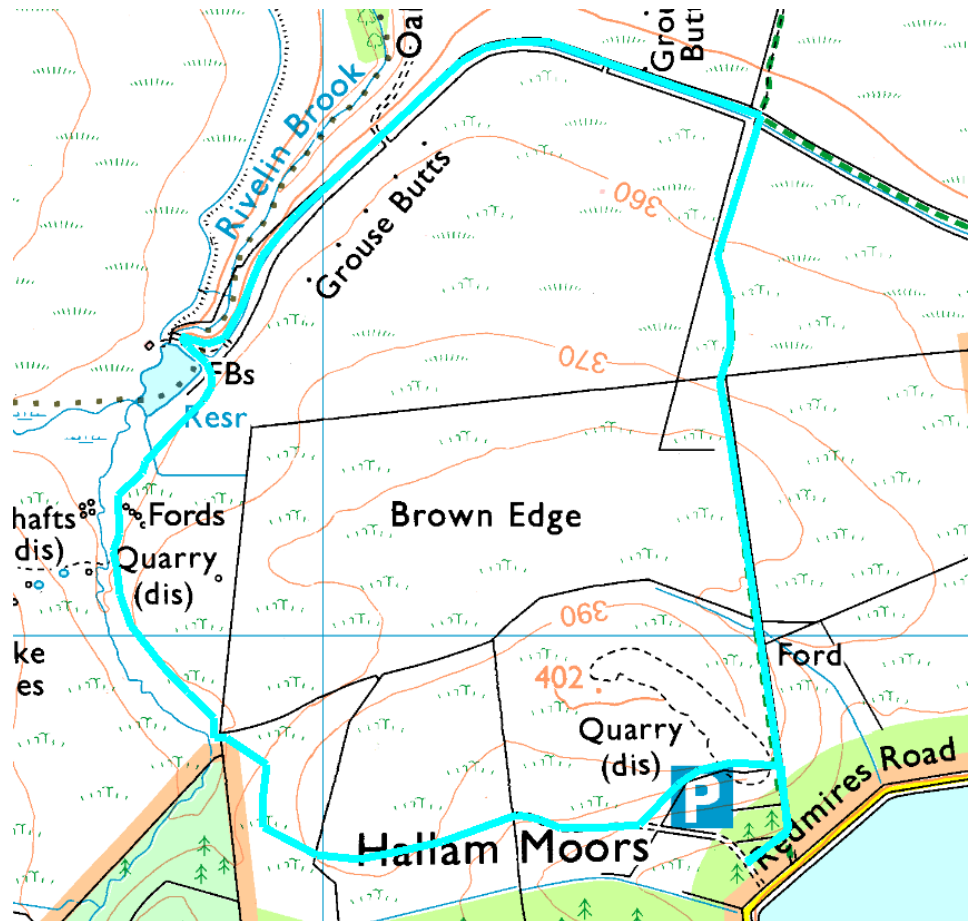 Oa
Grou
Butt
Rivelin Brook
Grouse Butts
360
FBs
370
Resr
hafts
dis)
Fords
Quarry
(dis)
Brown Edge
390
ke
es
Ford
402
Quarry
(dis)
P
Redmires Road
Hallam Moors